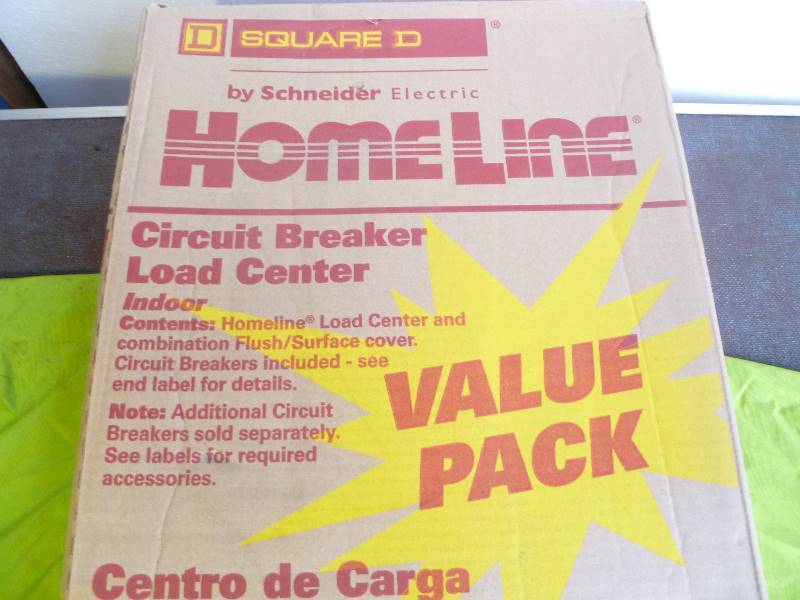 D SQUARE D®
by Schneider Electric
HOMELINE®
Circuit Breaker
Load Center
Indoor
Contents: Homeline® Load Center and
combination Flush/Surface cover.
Circuit Breakers included - see
end label for details.
Note: Additional Circuit
Breakers sold separately.
See labels for required
accessories.
VALUE
PACK
Centro de Carga